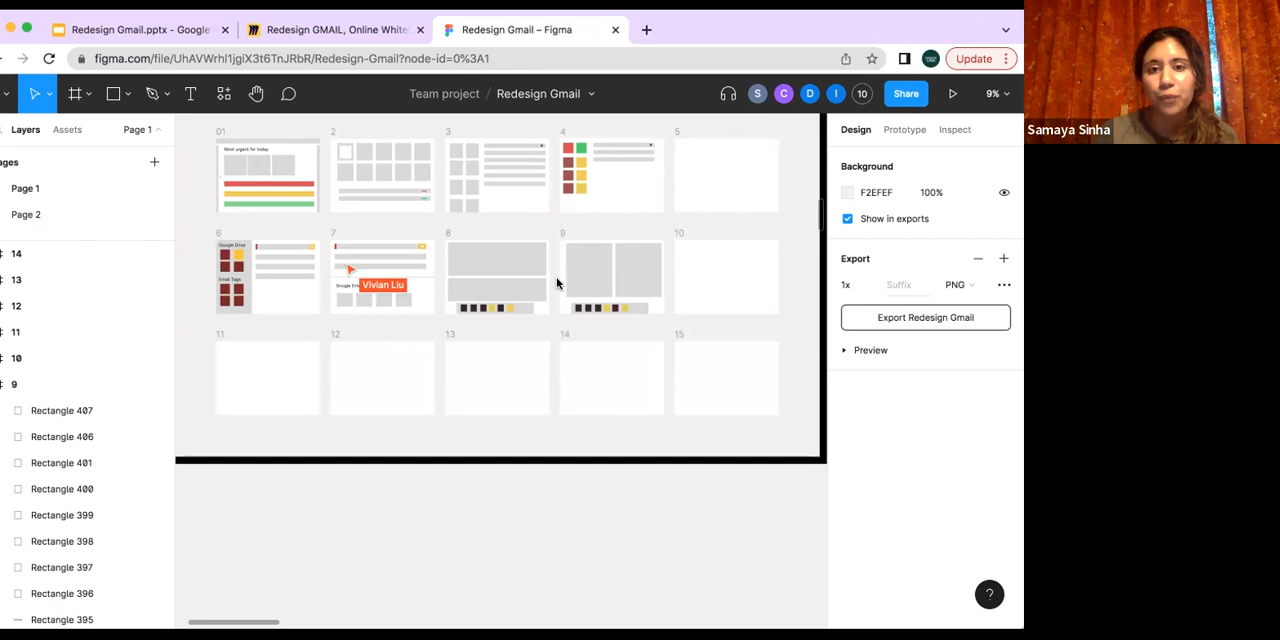 Redesign Gmail.pptx - Google
Redesign GMAIL, Online White
Redesign Gmail – Figma
figma.com/file/UhAVWrhl1jgiX3t6TnJRbR/Redesign-Gmail?node-id=0%3A1
Update
Team project / Redesign Gmail
S C D I 10
Share
9%
Layers Assets Page 1
ages
Page 1
Page 2
14
13
12
11
10
9
Rectangle 407
Rectangle 406
Rectangle 401
Rectangle 400
Rectangle 399
Rectangle 398
Rectangle 397
Rectangle 396
Rectangle 395
01 2 3 4 5
Most urgent for today
6 7 8 9 10
Google Drive
Email Tags
Google Dri
Vivian Liu
11 12 13 14 15
Design Prototype Inspect
Background
F2EFEF 100%
Show in exports
Export
1x Suffix PNG
Export Redesign Gmail
Preview
?
Samaya Sinha